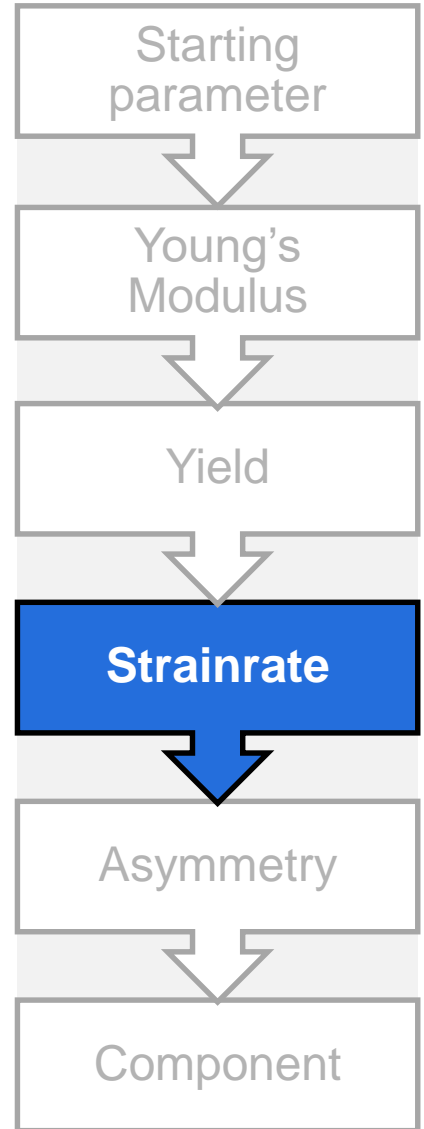 Starting
parameter
Young’s
Modulus
Yield
Strainrate
Asymmetry
Component